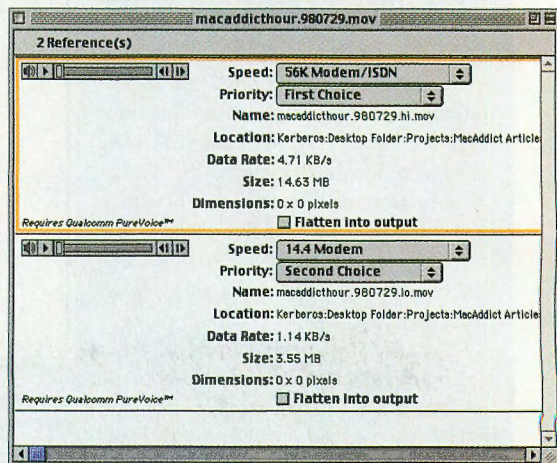 macaddicthour.980729.mov
2 Reference(s)
Speed: 56K Modem/ISDN
Priority: First Choice
Name: macaddicthour.980729.hi.mov
Location: Kerberos:Desktop Folder:Projects:MacAddict Article
Data Rate: 4.71 KB/s
Size: 14.63 MB
Dimensions: 0 x 0 pixels
Requires Qualcomm PureVoice™ Flatten into output
Speed: 14.4 Modem
Priority: Second Choice
Name: macaddicthour.980729.lo.mov
Location: Kerberos:Desktop Folder:Projects:MacAddict Article
Data Rate: 1.14 KB/s
Size: 3.55 MB
Dimensions: 0 x 0 pixels
Requires Qualcomm PureVoice™ Flatten into output